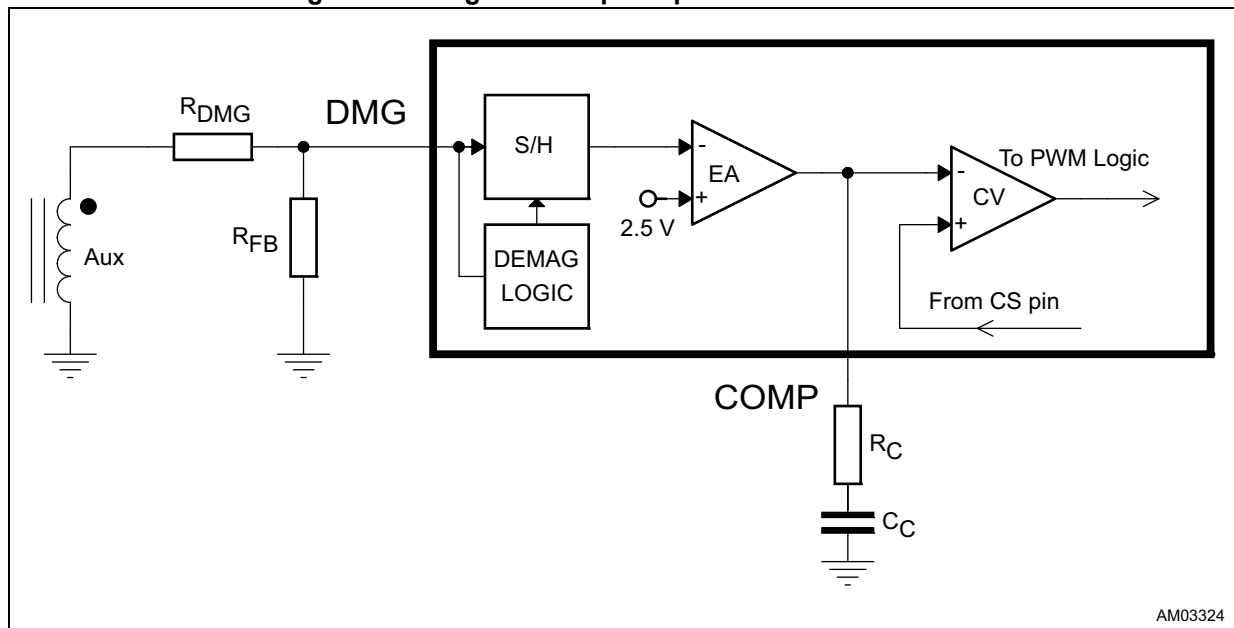 RDMG
DMG
S/H
To PWM Logic
-
EA
+
-
CV
+
2.5 V
Aux
RFB
DEMAG
LOGIC
From CS pin
COMP
RC
CC
AM03324